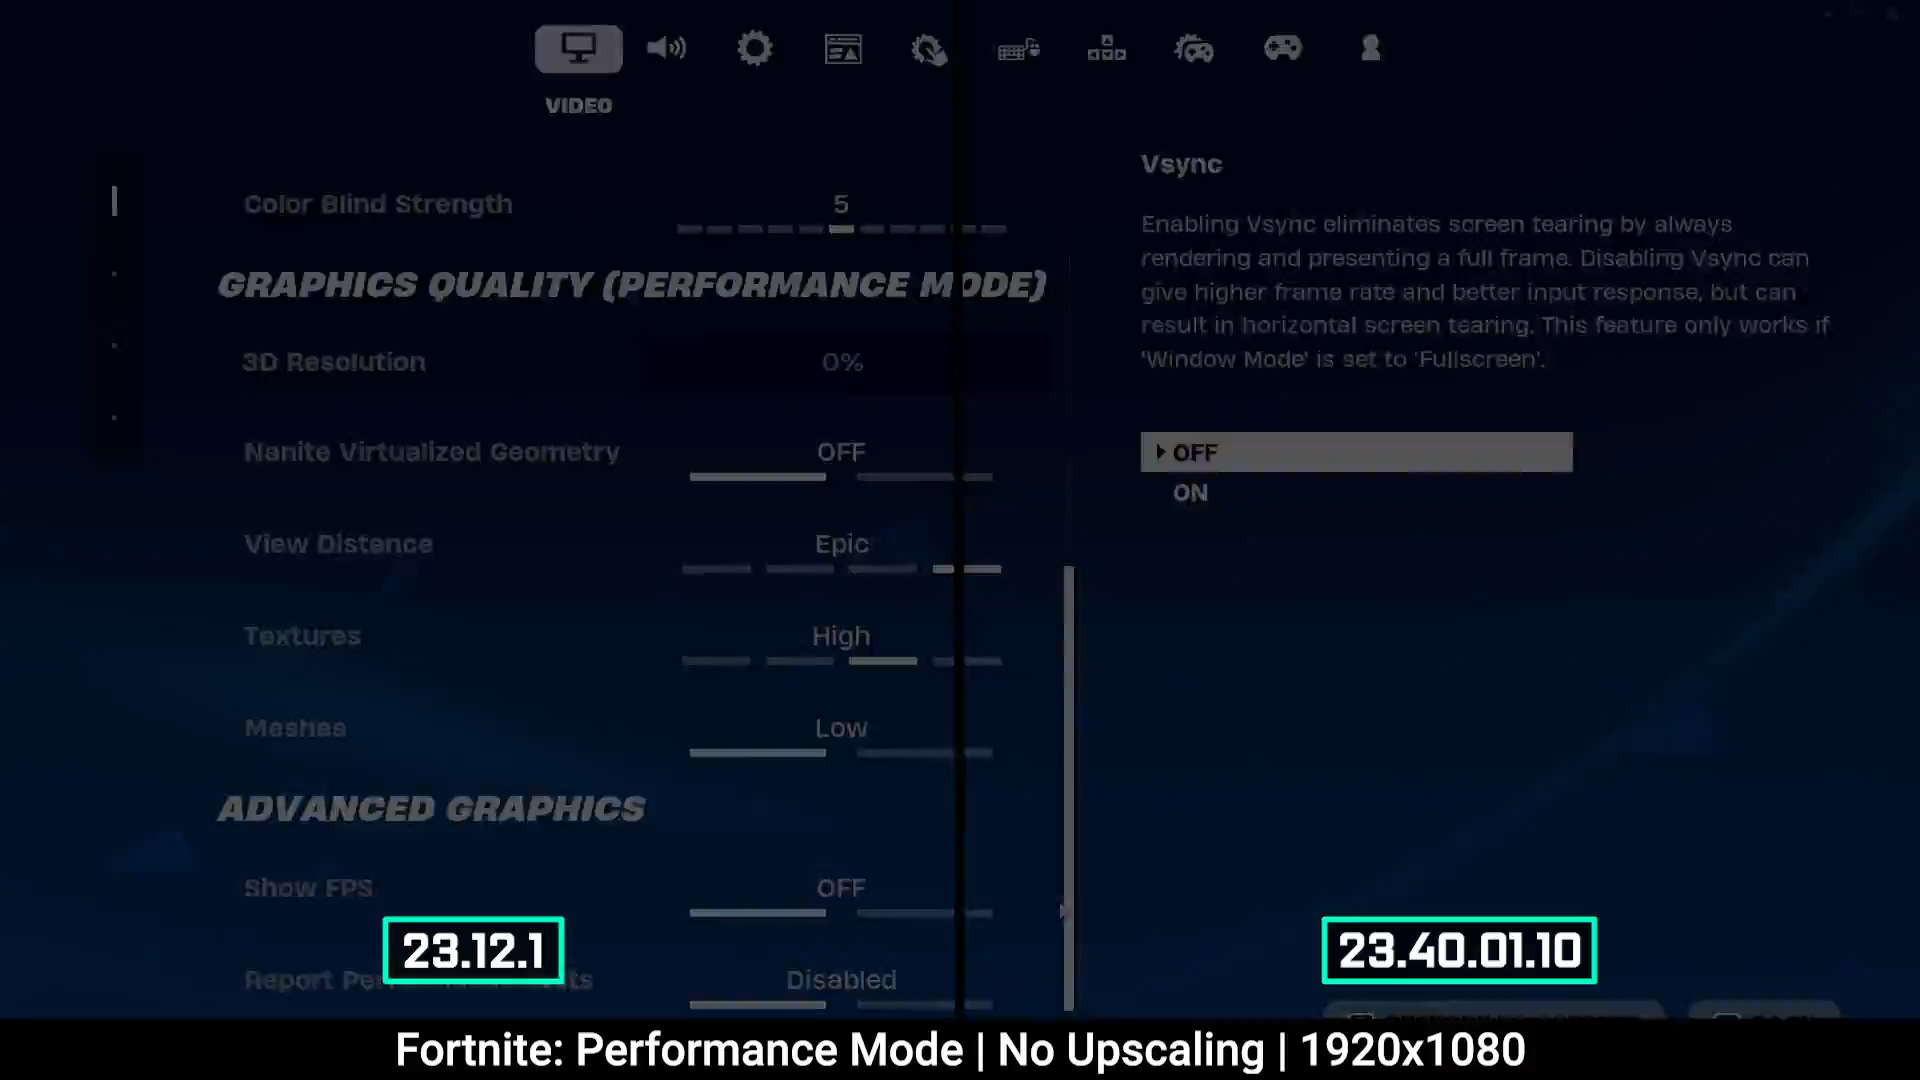 VIDEO
Color Blind Strength 5
GRAPHICS QUALITY (PERFORMANCE MODE)
3D Resolution 0%
Nanite Virtualized Geometry OFF
View Distance Epic
Textures High
Meshes Low
ADVANCED GRAPHICS
Show FPS OFF
Report Disabled
Vsync
Enabling Vsync eliminates screen tearing by always
rendering and presenting a full frame. Disabling Vsync can
give higher frame rate and better input response, but can
result in horizontal screen tearing. This feature only works if
'Window Mode' is set to 'Fullscreen'.
OFF
ON
23.12.1
23.40.01.10
Fortnite: Performance Mode | No Upscaling | 1920x1080